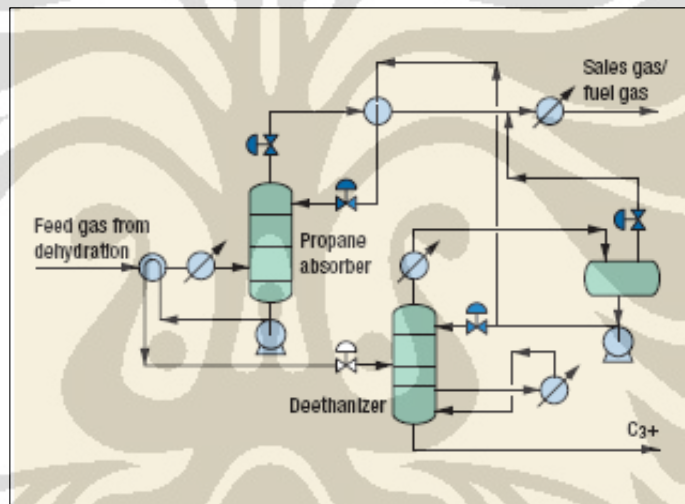 Sales gas/
fuel gas
Feed gas from
dehydration
Propane
absorber
Deethanizer
C3+